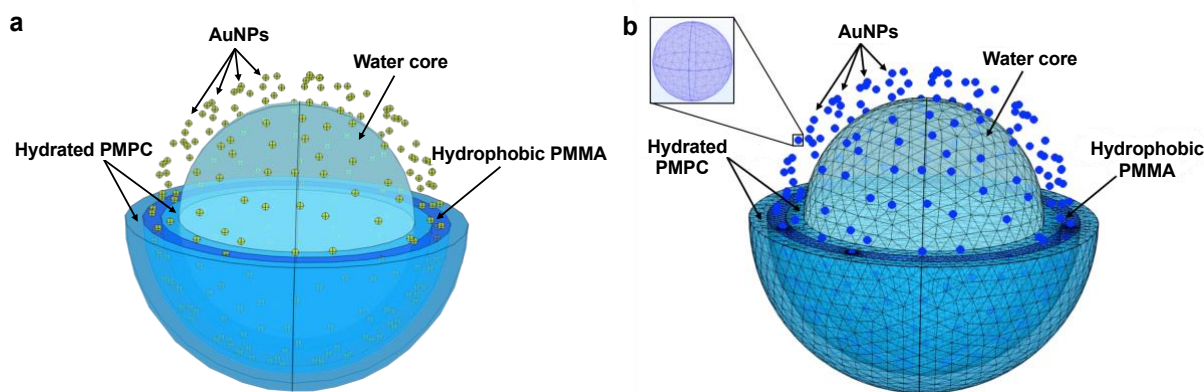 a
AuNPs
Water core
Hydrated PMPC
Hydrophobic PMMA
b
AuNPs
Water core
Hydrated
PMPC
Hydrophobic
PMMA